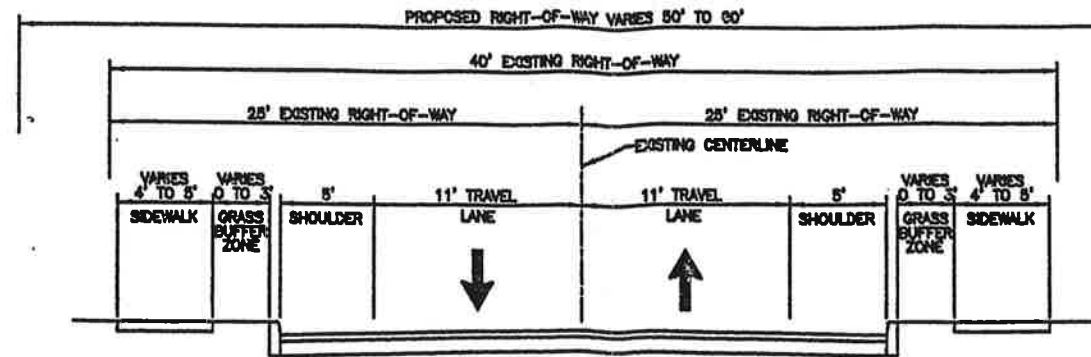 PROPOSED RIGHT-OF-WAY VARIES 50' TO 60'
40' EXISTING RIGHT-OF-WAY
25' EXISTING RIGHT-OF-WAY
25' EXISTING RIGHT-OF-WAY
EXISTING CENTERLINE
VARIES
4' TO 5'
SIDEWALK
VARIES
0 TO 3'
GRASS
BUFFER
ZONE
5'
SHOULDER
11' TRAVEL
LANE
11' TRAVEL
LANE
5'
SHOULDER
VARIES
0 TO 3'
GRASS
BUFFER
ZONE
VARIES
4' TO 5'
SIDEWALK